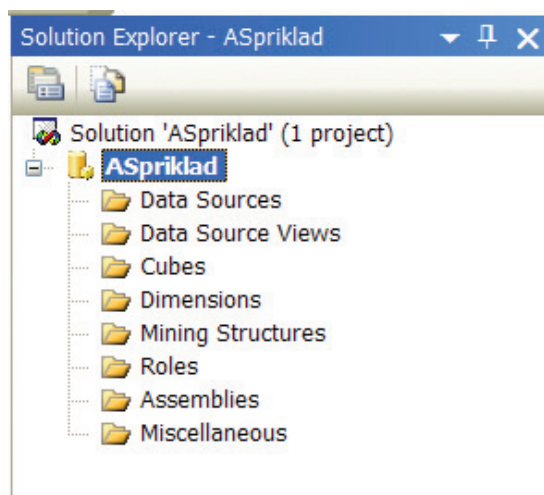 Solution Explorer - ASpriklad
Solution 'ASpriklad' (1 project)
ASpriklad
Data Sources
Data Source Views
Cubes
Dimensions
Mining Structures
Roles
Assemblies
Miscellaneous